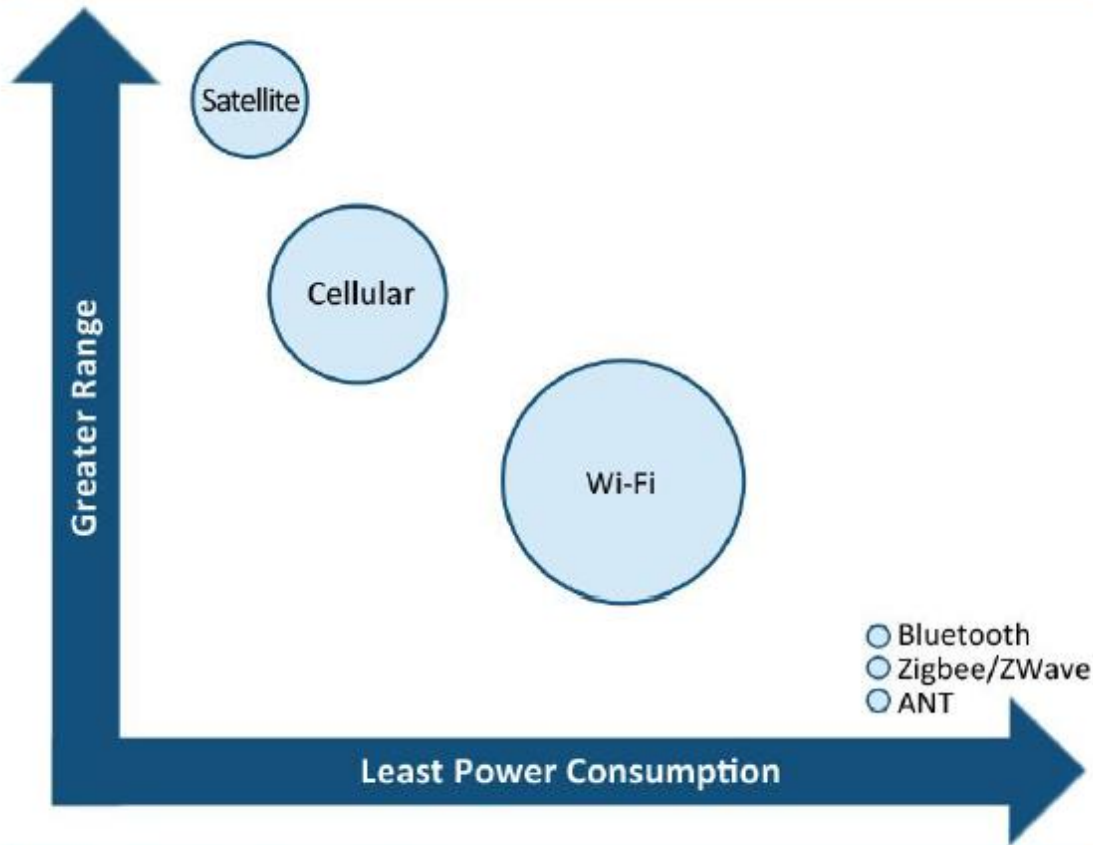 Satellite
Cellular
Greater Range
Wi-Fi
Bluetooth
Zigbee/ZWave
ANT
Least Power Consumption